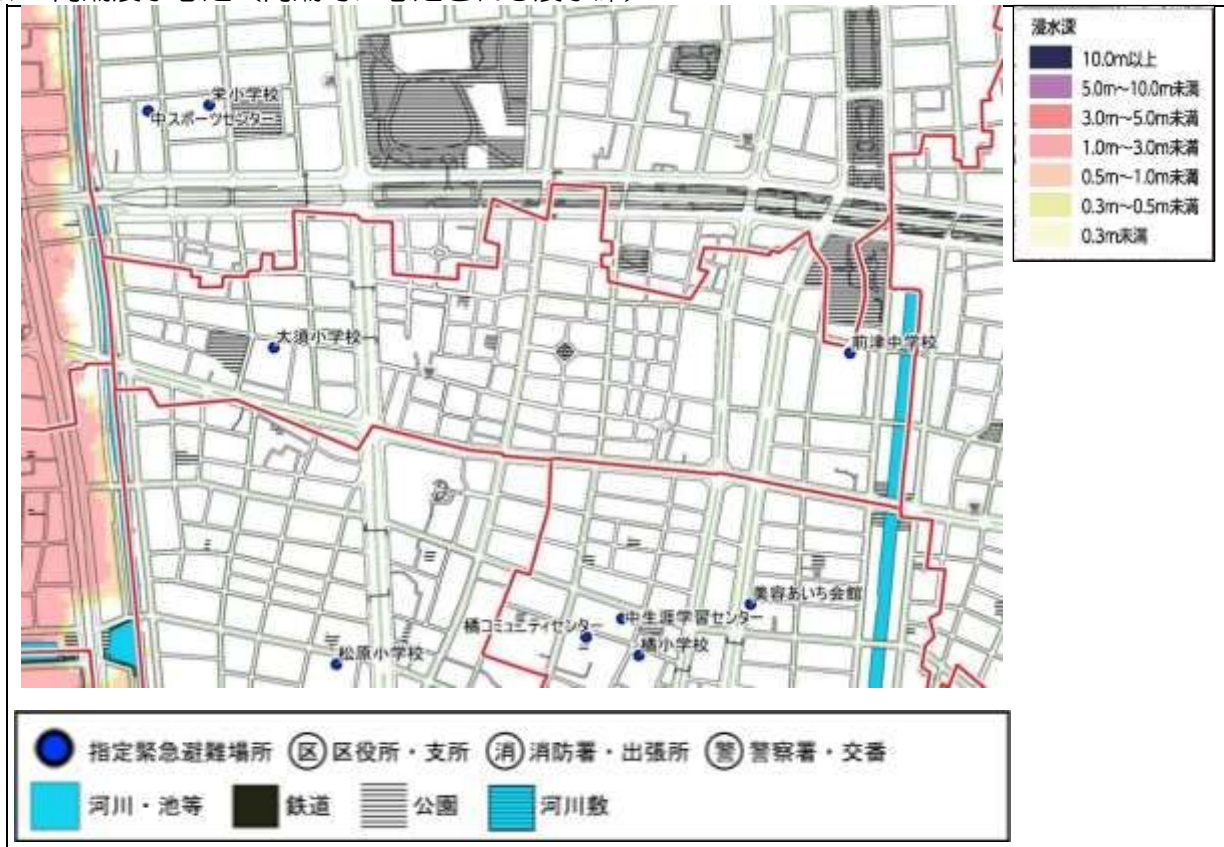 浸水深
10.0m以上
5.0m～10.0m未満
3.0m～5.0m未満
1.0m～3.0m未満
0.5m～1.0m未満
0.3m～0.5m未満
0.3m未満
栄小学校
中スポーツセンター
大須小学校
前津中学校
美容あいち会館
中生涯学習センター
橘コミュニティセンター
橘小学校
松原小学校
指定緊急避難場所 区 区役所・支所 消 消防署・出張所 警 警察署・交番
河川・池等 鉄道 公園 河川敷